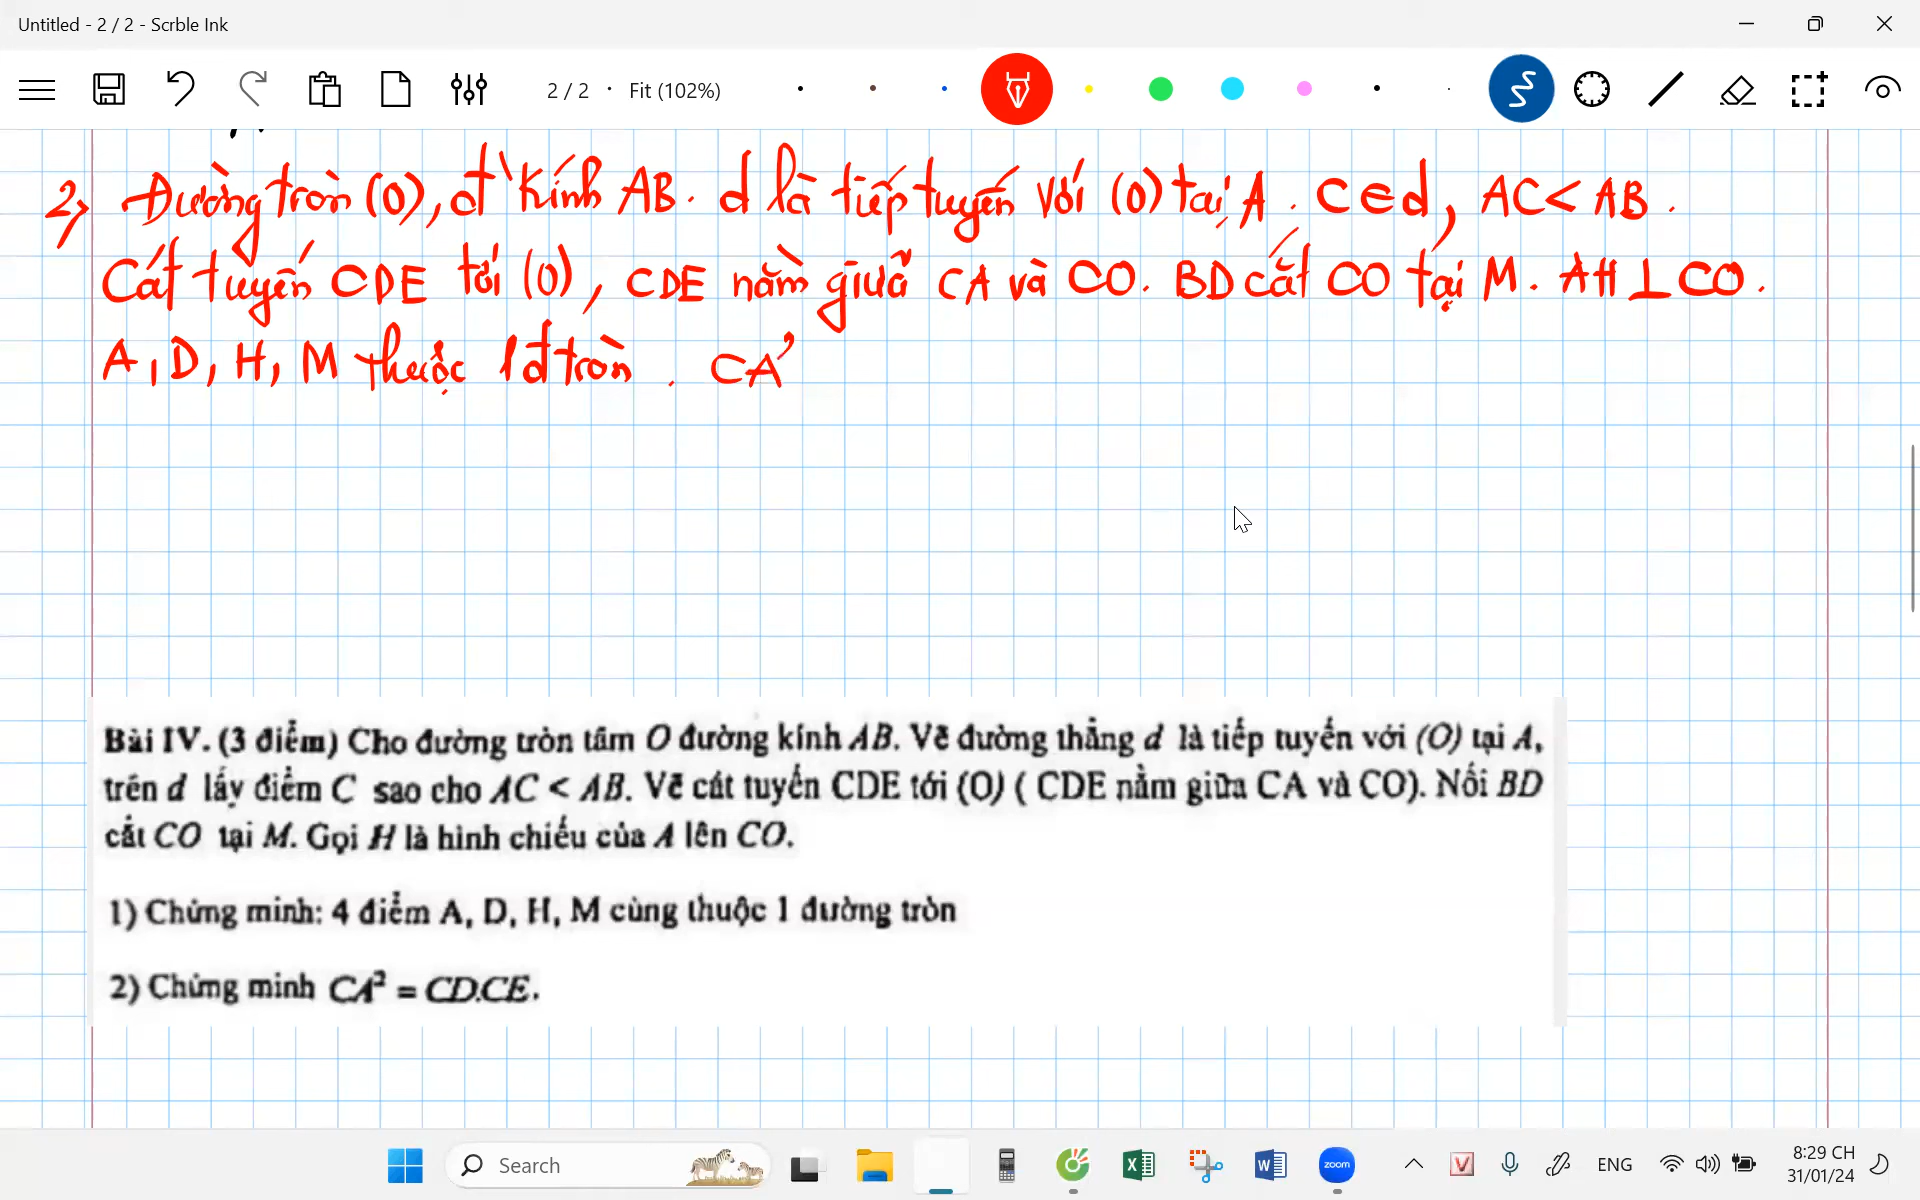 Untitled - 2 / 2 - Scrble Ink
2 / 2 · Fit (102%)
2) Đường tròn (O), đ' kính AB. d là tiếp tuyến với (O) tại A. C∈d, AC< AB.
Cát tuyến CDE tới (O), CDE nằm giữa CA và CO. BD cắt CO tại M. AH⊥CO.
A, D, H, M thuộc 1 đ tròn. CA'
Bài IV. (3 điểm) Cho đường tròn tâm O đường kính AB. Vẽ đường thẳng d là tiếp tuyến với (O) tại A,
trên d lấy điểm C sao cho AC < AB. Vẽ cát tuyến CDE tới (O) ( CDE nằm giữa CA và CO). Nối BD
cắt CO tại M. Gọi H là hình chiếu của A lên CO.
1) Chứng minh: 4 điểm A, D, H, M cùng thuộc 1 đường tròn
2) Chứng minh CA² = CD.CE.
Search
zoom
ENG
8:29 CH
31/01/24